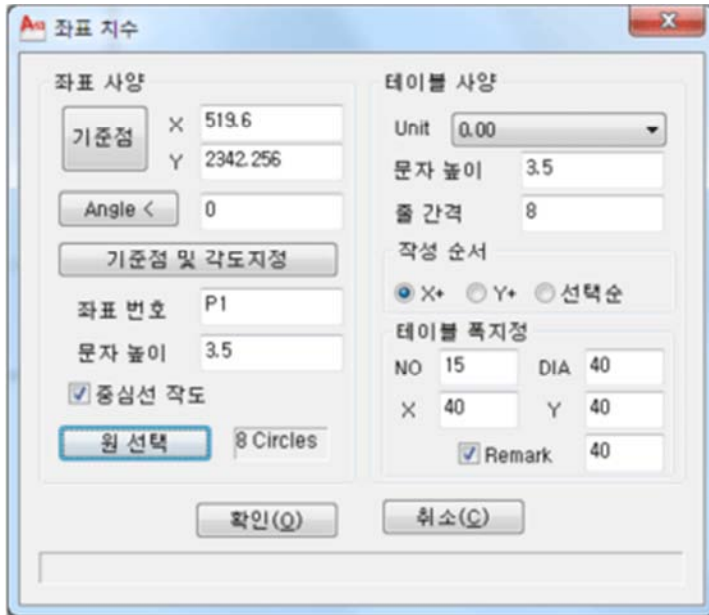 좌표 치수
좌표 사양
기준점
X 519.6
Y 2342.256
Angle < 0
기준점 및 각도지정
좌표 번호 P1
문자 높이 3.5
중심선 작도
원 선택 8 Circles
테이블 사양
Unit 0.00
문자 높이 3.5
줄 간격 8
작성 순서
X+ Y+ 선택순
테이블 폭지정
NO 15 DIA 40
X 40 Y 40
Remark 40
확인(O) 취소(C)